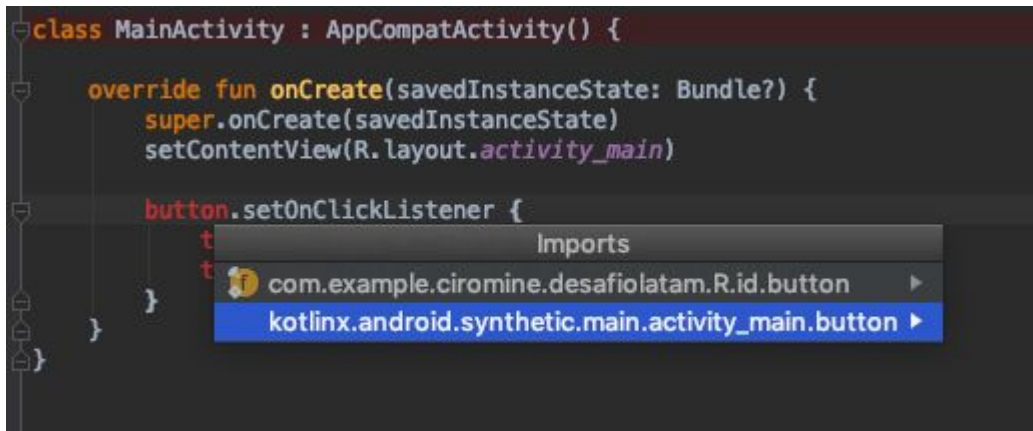 class MainActivity : AppCompatActivity() {
override fun onCreate(savedInstanceState: Bundle?) {
super.onCreate(savedInstanceState)
setContentView(R.layout.activity_main)
button.setOnClickListener {
t
Imports
t
com.example.ciromine.desafiolatam.R.id.button
}
kotlinx.android.synthetic.main.activity_main.button
}
}